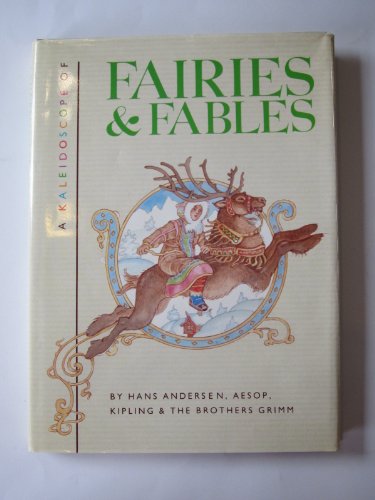 A KALEIDOSCOPE OF
FAIRIES
& FABLES
BY HANS ANDERSEN, AESOP,
KIPLING & THE BROTHERS GRIMM